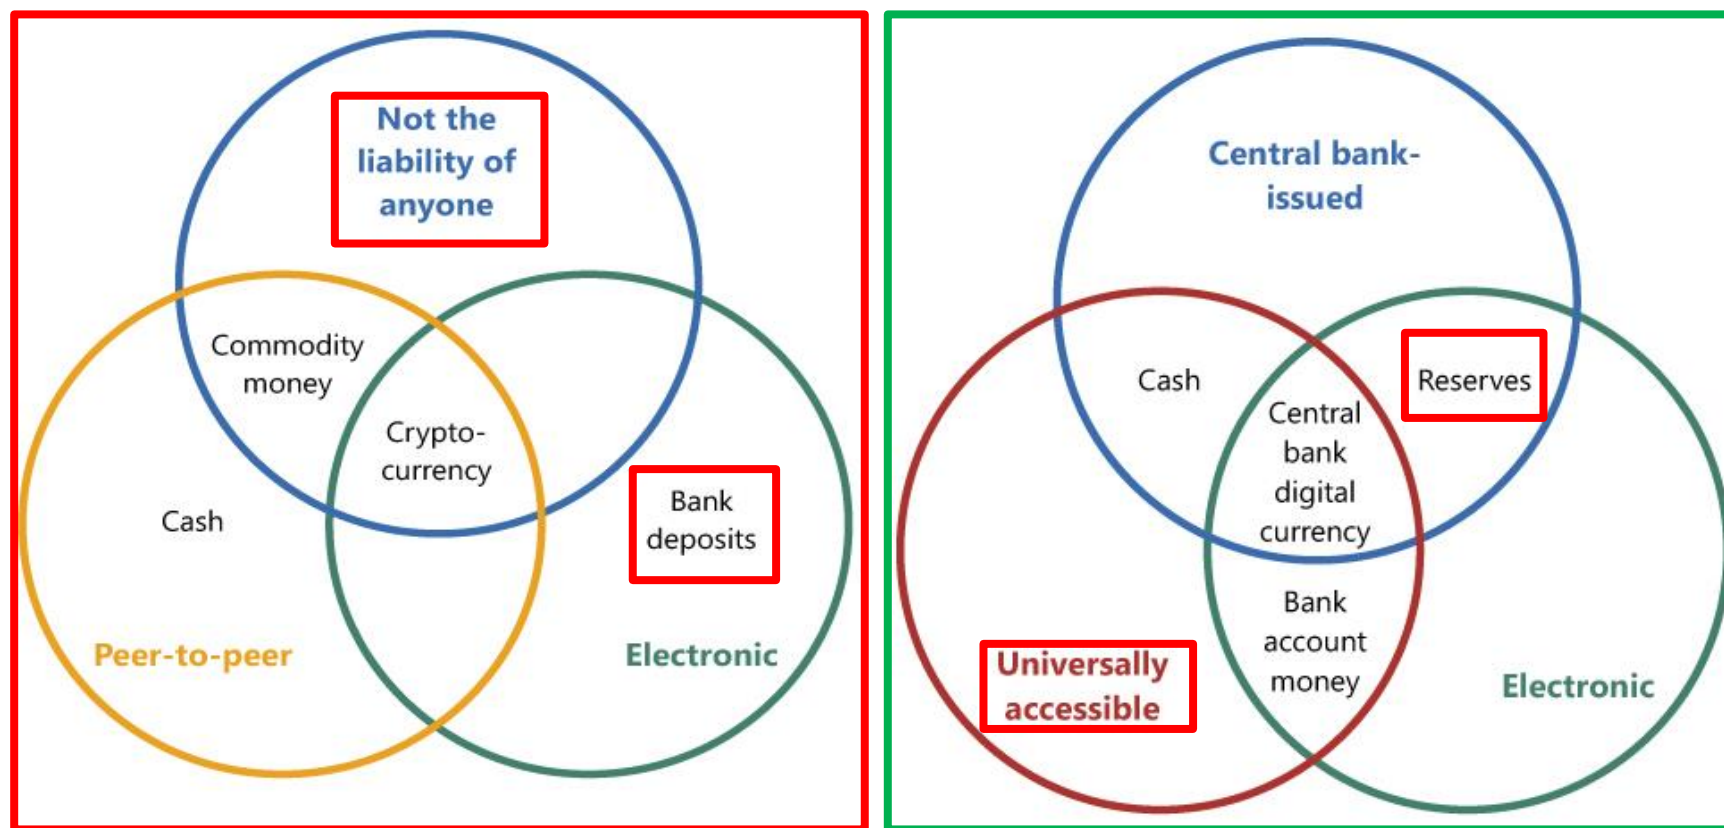 Not the
liability of
anyone
Commodity
money
Crypto-
currency
Cash
Bank
deposits
Peer-to-peer
Electronic
Central bank-
issued
Cash
Reserves
Central
bank
digital
currency
Bank
account
money
Universally
accessible
Electronic